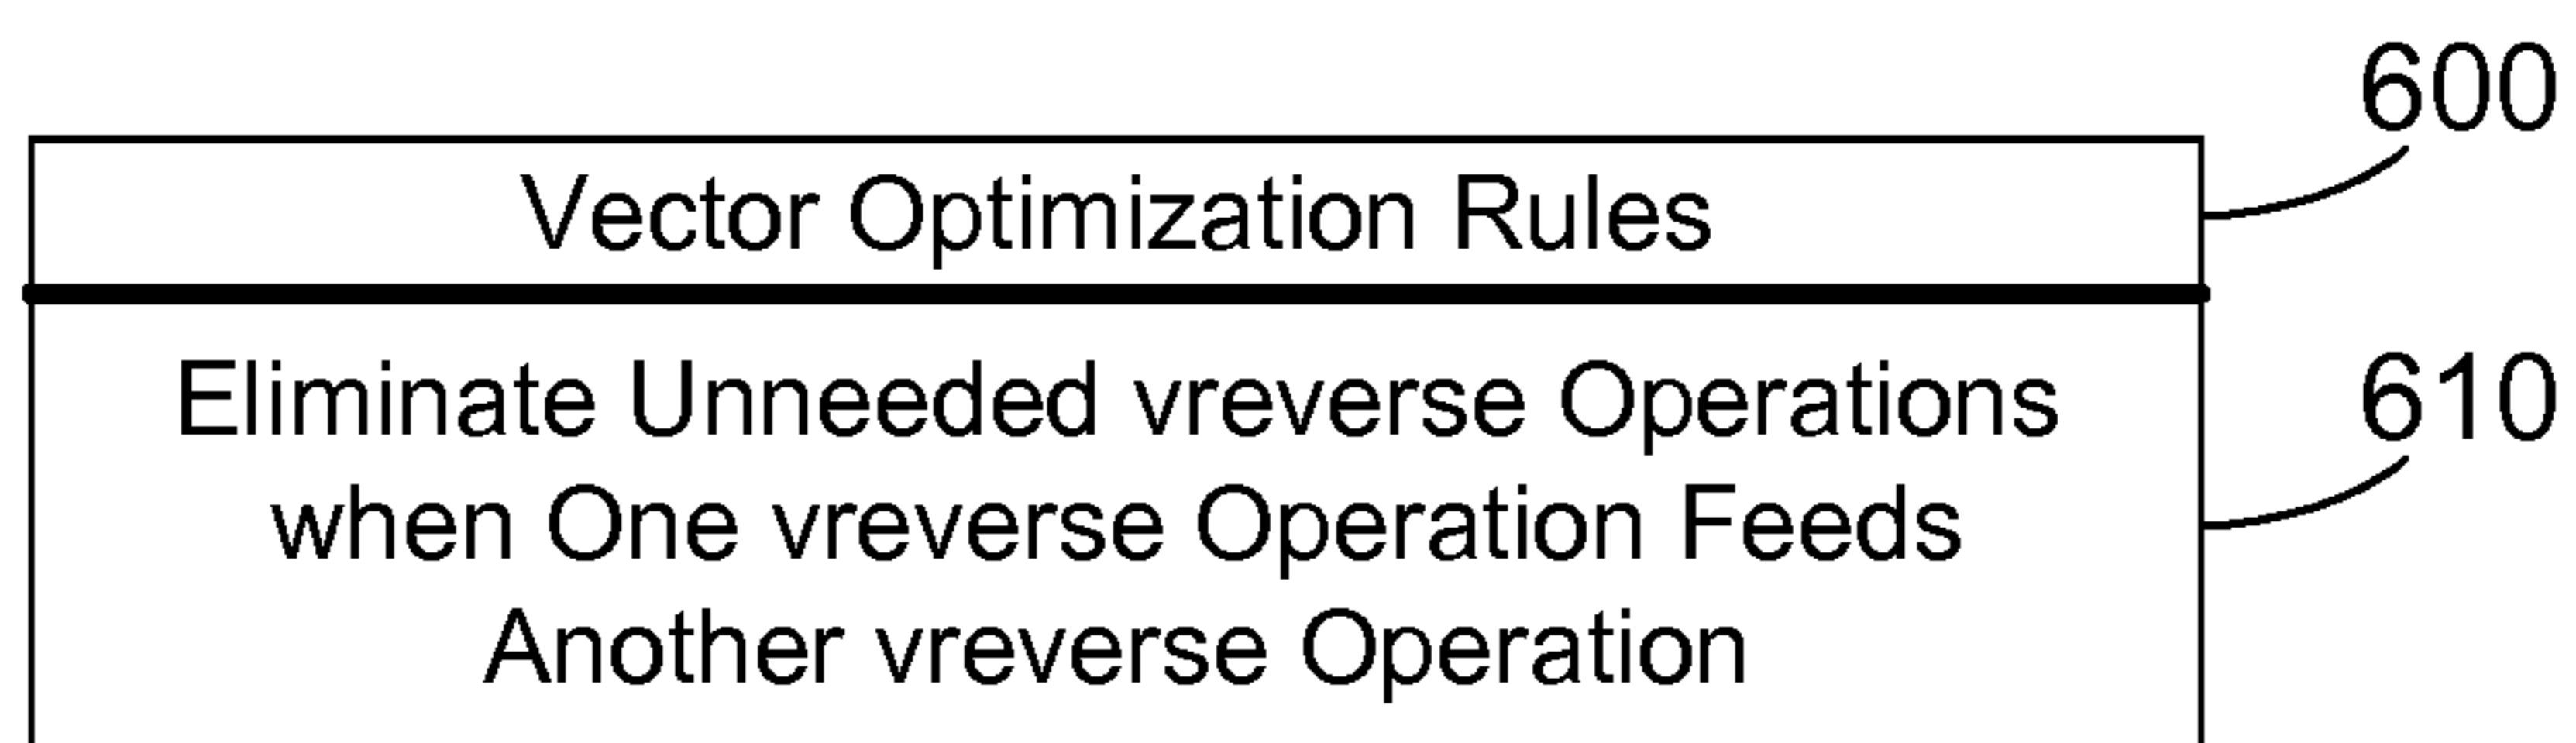 600
Vector Optimization Rules
610
Eliminate Unneeded vreverse Operations
when One vreverse Operation Feeds
Another vreverse Operation